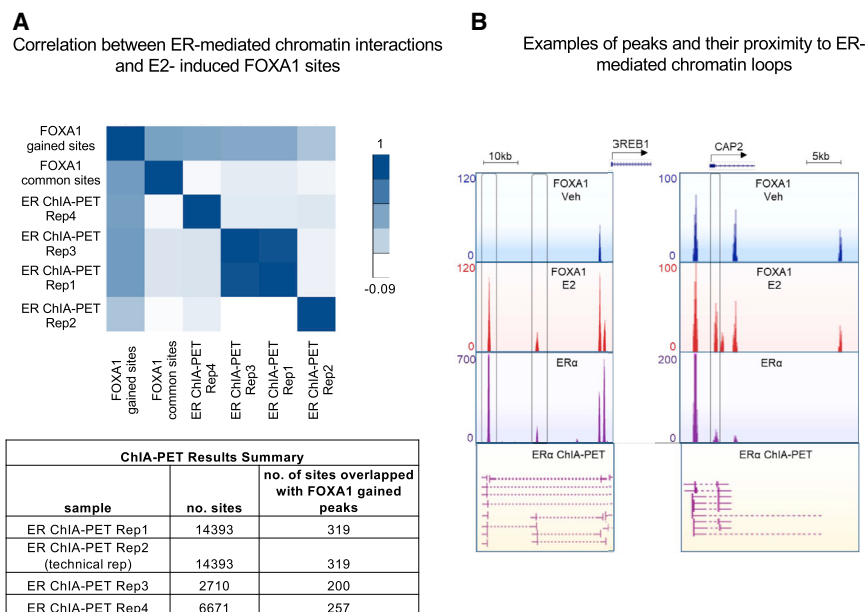 A
Correlation between ER-mediated chromatin interactions
and E2- induced FOXA1 sites
FOXA1
gained sites
FOXA1
common sites
ER ChIA-PET
Rep4
ER ChIA-PET
Rep3
ER ChIA-PET
Rep1
ER ChIA-PET
Rep2
1
-0.09
FOXA1
gained sites
FOXA1
common sites
ER ChIA-PET
Rep4
ER ChIA-PET
Rep3
ER ChIA-PET
Rep1
ER ChIA-PET
Rep2
ChIA-PET Results Summary
sample
no. sites
no. of sites overlapped
with FOXA1 gained
peaks
ER ChIA-PET Rep1 14393 319
ER ChIA-PET Rep2
(technical rep) 14393 319
ER ChIA-PET Rep3 2710 200
ER ChIA-PET Rep4 6671 257
B
Examples of peaks and their proximity to ER-
mediated chromatin loops
10kb
GREB1
120
FOXA1
Veh
0
120
FOXA1
E2
0
700
ERα
0
ERα ChIA-PET
CAP2
5kb
100
FOXA1
Veh
0
100
FOXA1
E2
0
200
ERα
0
ERα ChIA-PET